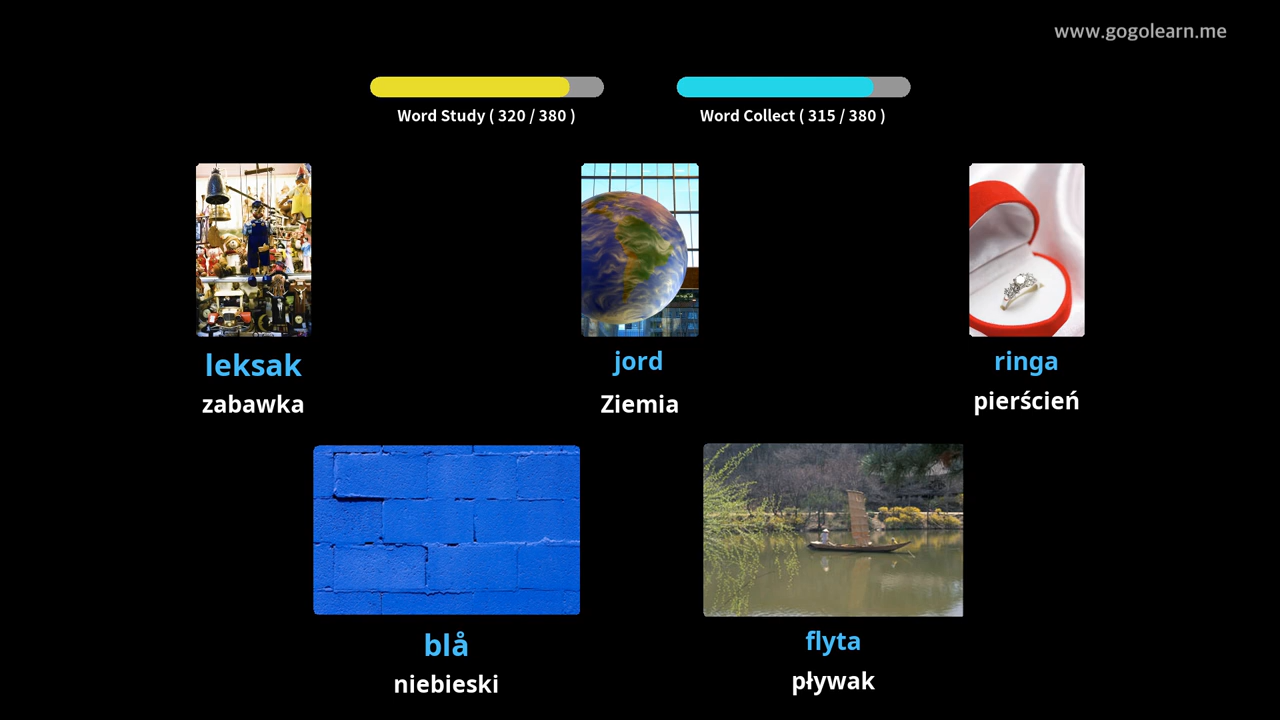 www.gogolearn.me
Word Study ( 320 / 380 )
Word Collect ( 315 / 380 )
leksak
zabawka
jord
Ziemia
ringa
pierścień
blå
niebieski
flyta
pływak